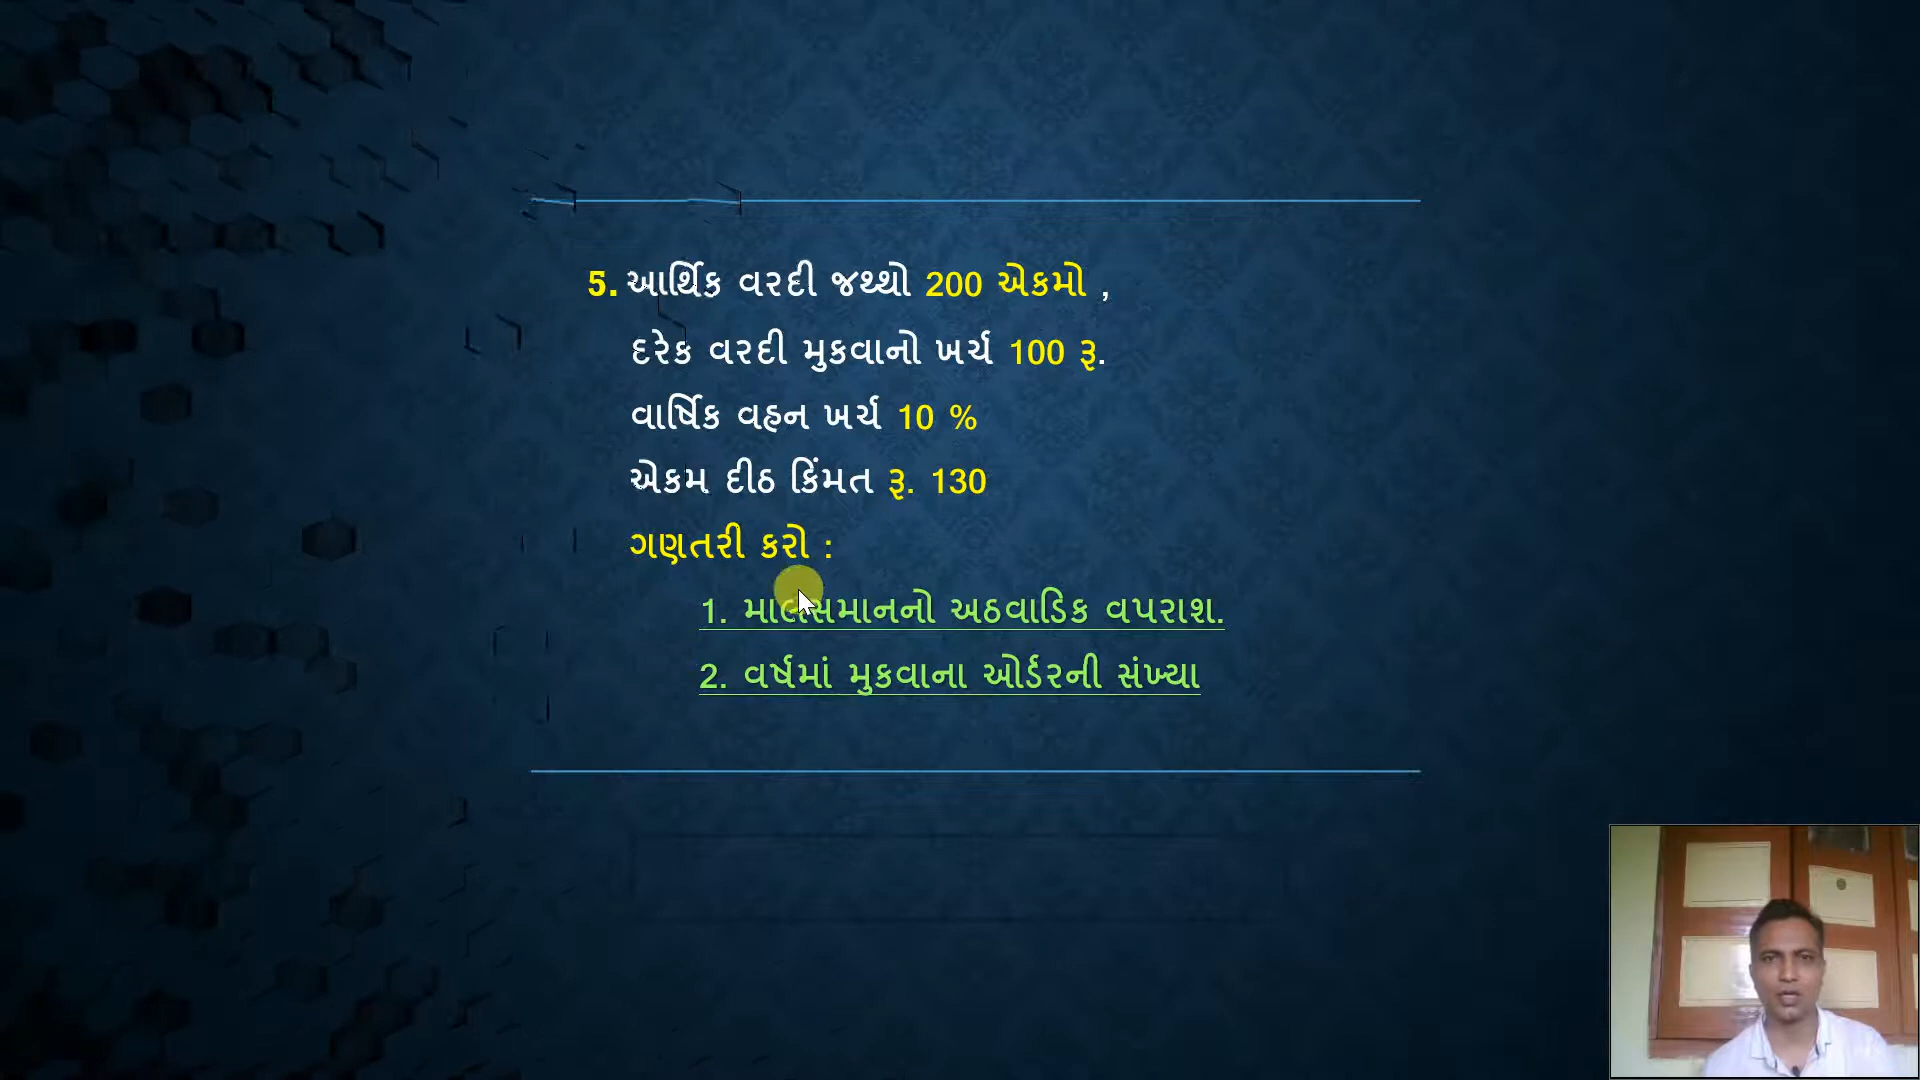 5. આર્થિક વરદી જથ્થો 200 એકમો ,
દરેક વરદી મુકવાનો ખર્ચ 100 રૂ.
વાર્ષિક વહન ખર્ચ 10 %
એકમ દીઠ કિંમત રૂ. 130
ગણતરી કરો :
1. માલસમાનનો અઠવાડિક વપરાશ.
2. વર્ષમાં મુકવાના ઓર્ડરની સંખ્યા